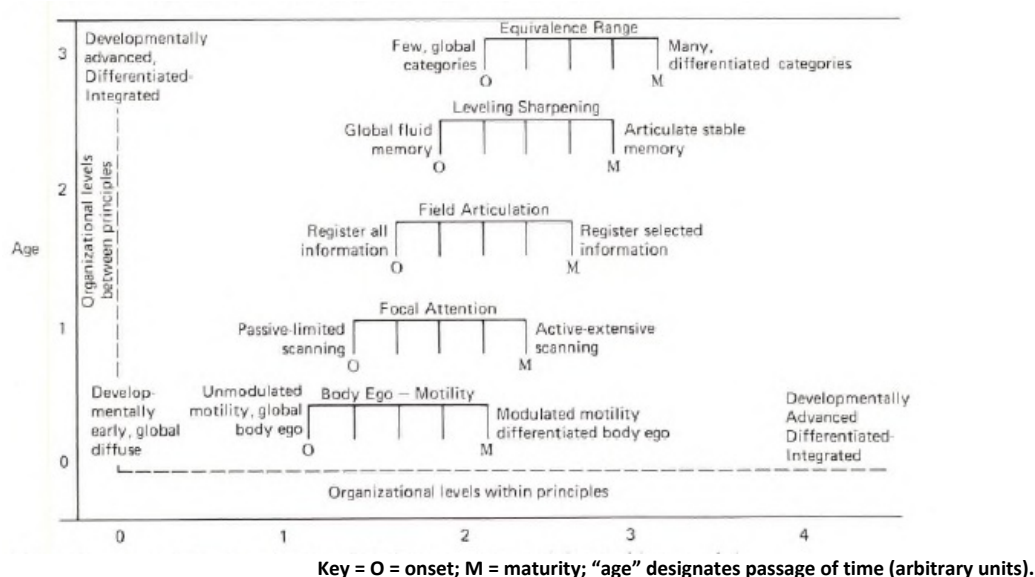 3
Developmentally
advanced,
Differentiated-
Integrated
Equivalence Range
Few, global
categories
O
Many,
differentiated categories
M
Leveling Sharpening
Global fluid
memory
O
Articulate stable
memory
M
2
Organizational levels
between principles
Age
Field Articulation
Register all
information
O
Register selected
information
M
1
Focal Attention
Passive-limited
scanning
O
Active-extensive
scanning
M
Develop-
mentally
early, global
diffuse
Unmodulated
motility, global
body ego
Body Ego – Motility
O
Modulated motility
differentiated body ego
M
Developmentally
Advanced
Differentiated-
Integrated
0
Organizational levels within principles
0 1 2 3 4
Key = O = onset; M = maturity; “age” designates passage of time (arbitrary units).